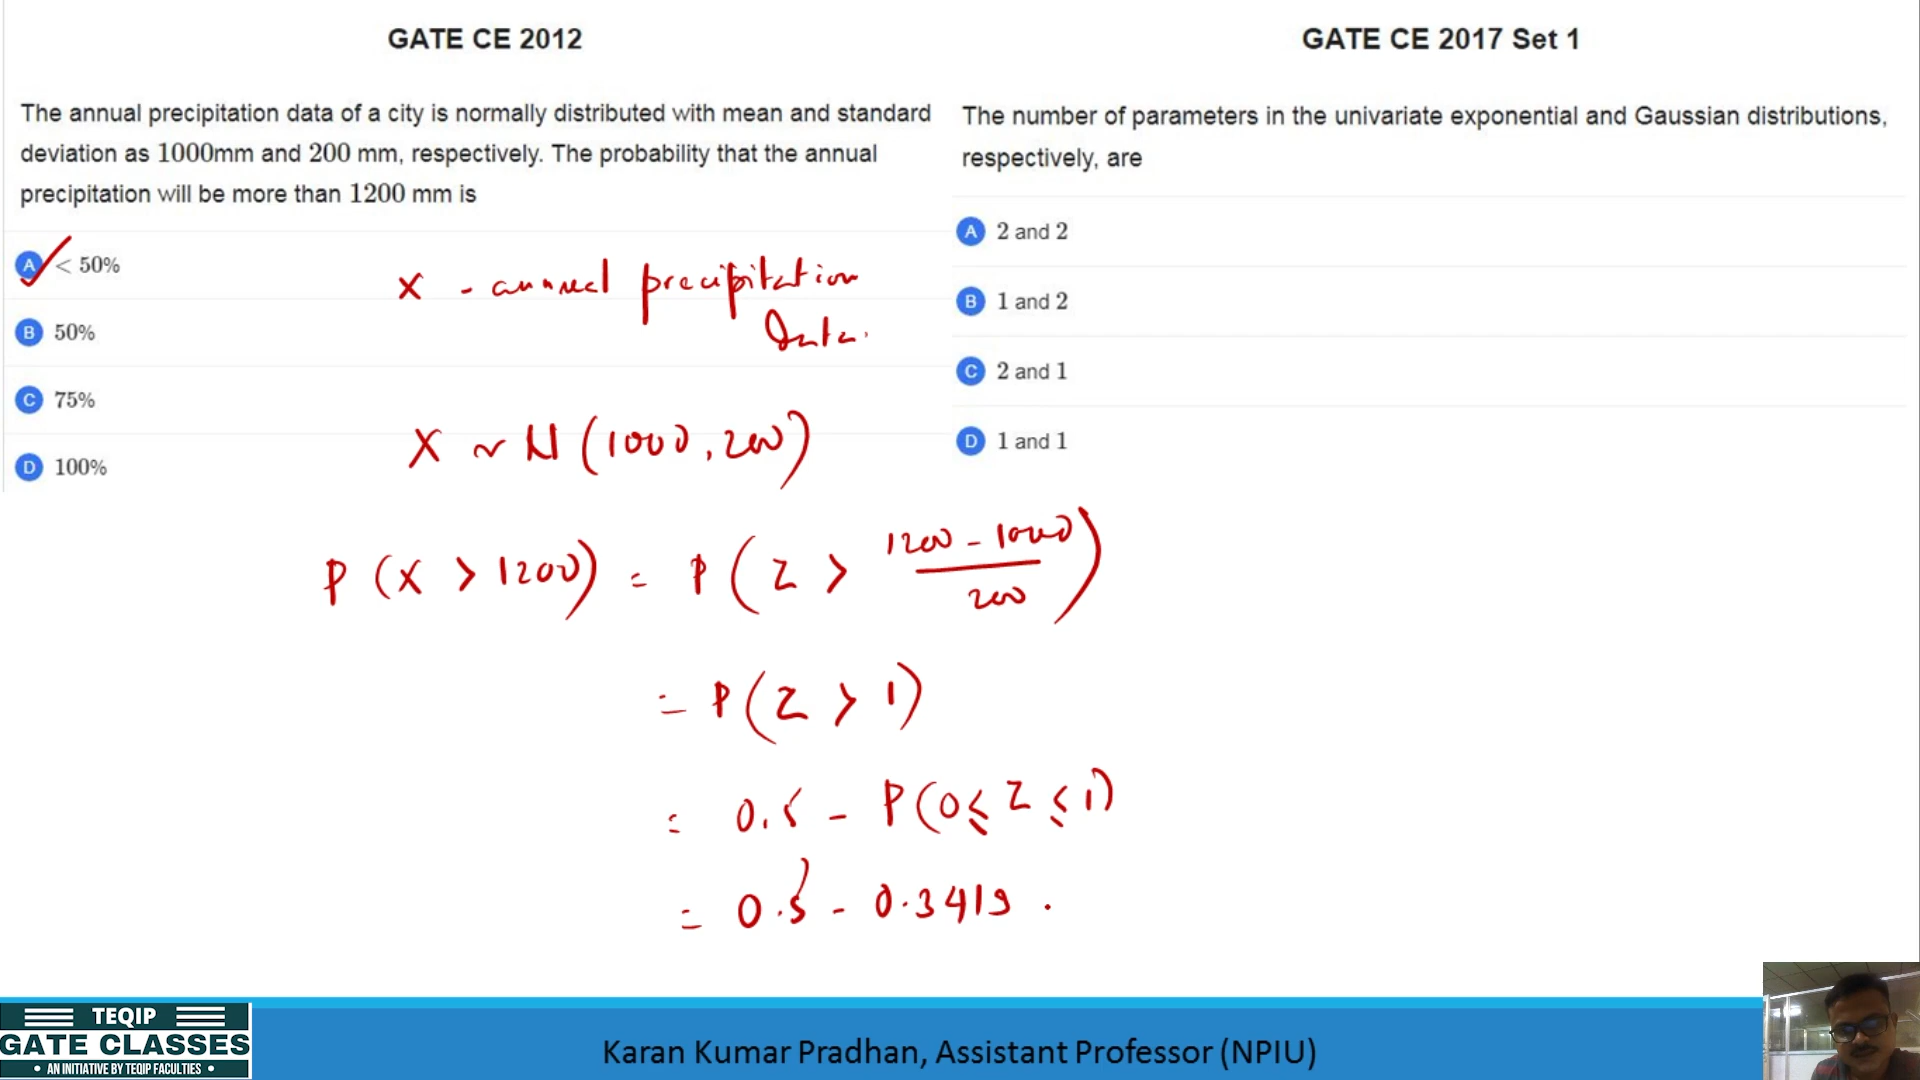 GATE CE 2012
The annual precipitation data of a city is normally distributed with mean and standard
deviation as 1000mm and 200 mm, respectively. The probability that the annual
precipitation will be more than 1200 mm is
A < 50%
B 50%
C 75%
D 100%
X - annual precipitation
Data.
X ~ N (1000, 200)
P (X > 1200) = P ( Z > 1200 - 1000 / 200 )
= P ( Z > 1 )
= 0.5 - P (0 ≤ Z ≤ 1)
= 0.5 - 0.3413 .
GATE CE 2017 Set 1
The number of parameters in the univariate exponential and Gaussian distributions,
respectively, are
A 2 and 2
B 1 and 2
C 2 and 1
D 1 and 1
TEQIP
GATE CLASSES
• AN INITIATIVE BY TEQIP FACULTIES •
Karan Kumar Pradhan, Assistant Professor (NPIU)